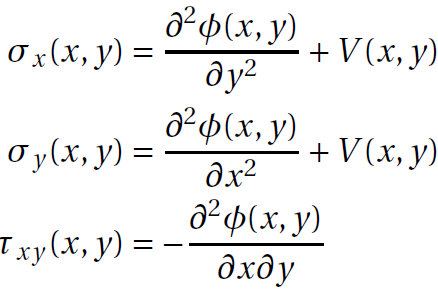 σ_x(x, y) = ∂²ϕ(x, y)/∂y² + V(x, y)
σ_y(x, y) = ∂²ϕ(x, y)/∂x² + V(x, y)
τ_xy(x, y) = −∂²ϕ(x, y)/∂x∂y